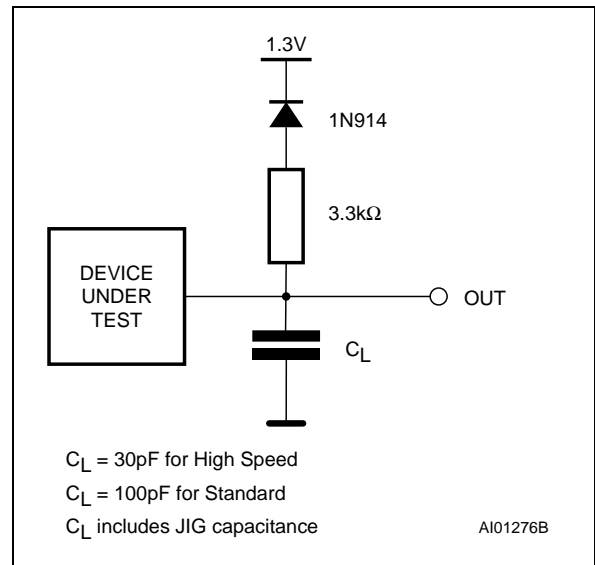 1.3V
1N914
3.3kΩ
DEVICE
UNDER
TEST
OUT
CL
CL = 30pF for High Speed
CL = 100pF for Standard
CL includes JIG capacitance
AI01276B